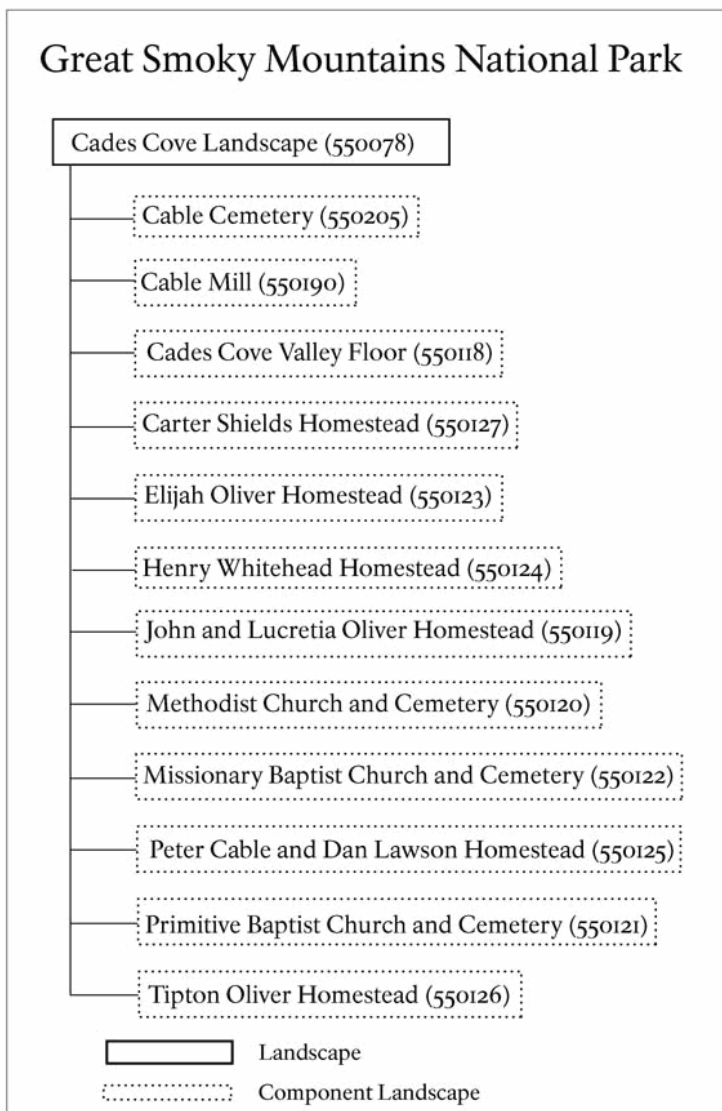 Great Smoky Mountains National Park
Cades Cove Landscape (550078)
Cable Cemetery (550205)
Cable Mill (550190)
Cades Cove Valley Floor (550118)
Carter Shields Homestead (550127)
Elijah Oliver Homestead (550123)
Henry Whitehead Homestead (550124)
John and Lucretia Oliver Homestead (550119)
Methodist Church and Cemetery (550120)
Missionary Baptist Church and Cemetery (550122)
Peter Cable and Dan Lawson Homestead (550125)
Primitive Baptist Church and Cemetery (550121)
Tipton Oliver Homestead (550126)
Landscape
Component Landscape